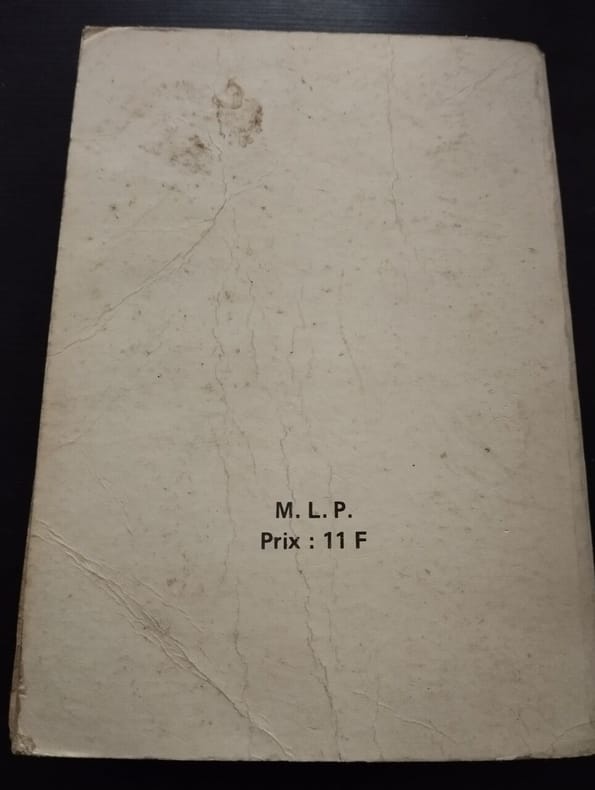 M. L. P.
Prix : 11 F